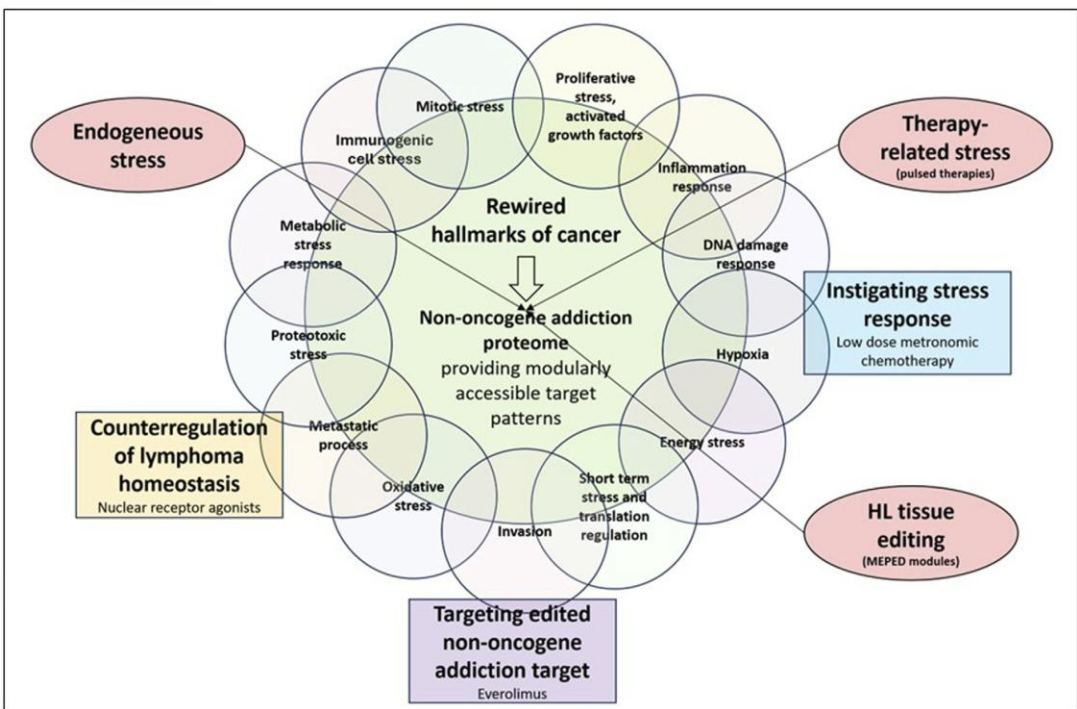 Proliferative
stress,
activated
growth factors
Mitotic stress
Endogeneous
stress
Therapy-
related stress
(pulsed therapies)
Immunogenic
cell stress
Inflammation
response
Rewired
hallmarks of cancer
Metabolic
stress
response
DNA damage
response
Instigating stress
response
Low dose metronomic
chemotherapy
Non-oncogene addiction
proteome
providing modularly
accessible target
patterns
Proteotoxic
stress
Hypoxia
Counterregulation
of lymphoma
homeostasis
Nuclear receptor agonists
Metastatic
process
Energy stress
Oxidative
stress
Short term
stress and
translation
regulation
Invasion
HL tissue
editing
(MEPED modules)
Targeting edited
non-oncogene
addiction target
Everolimus